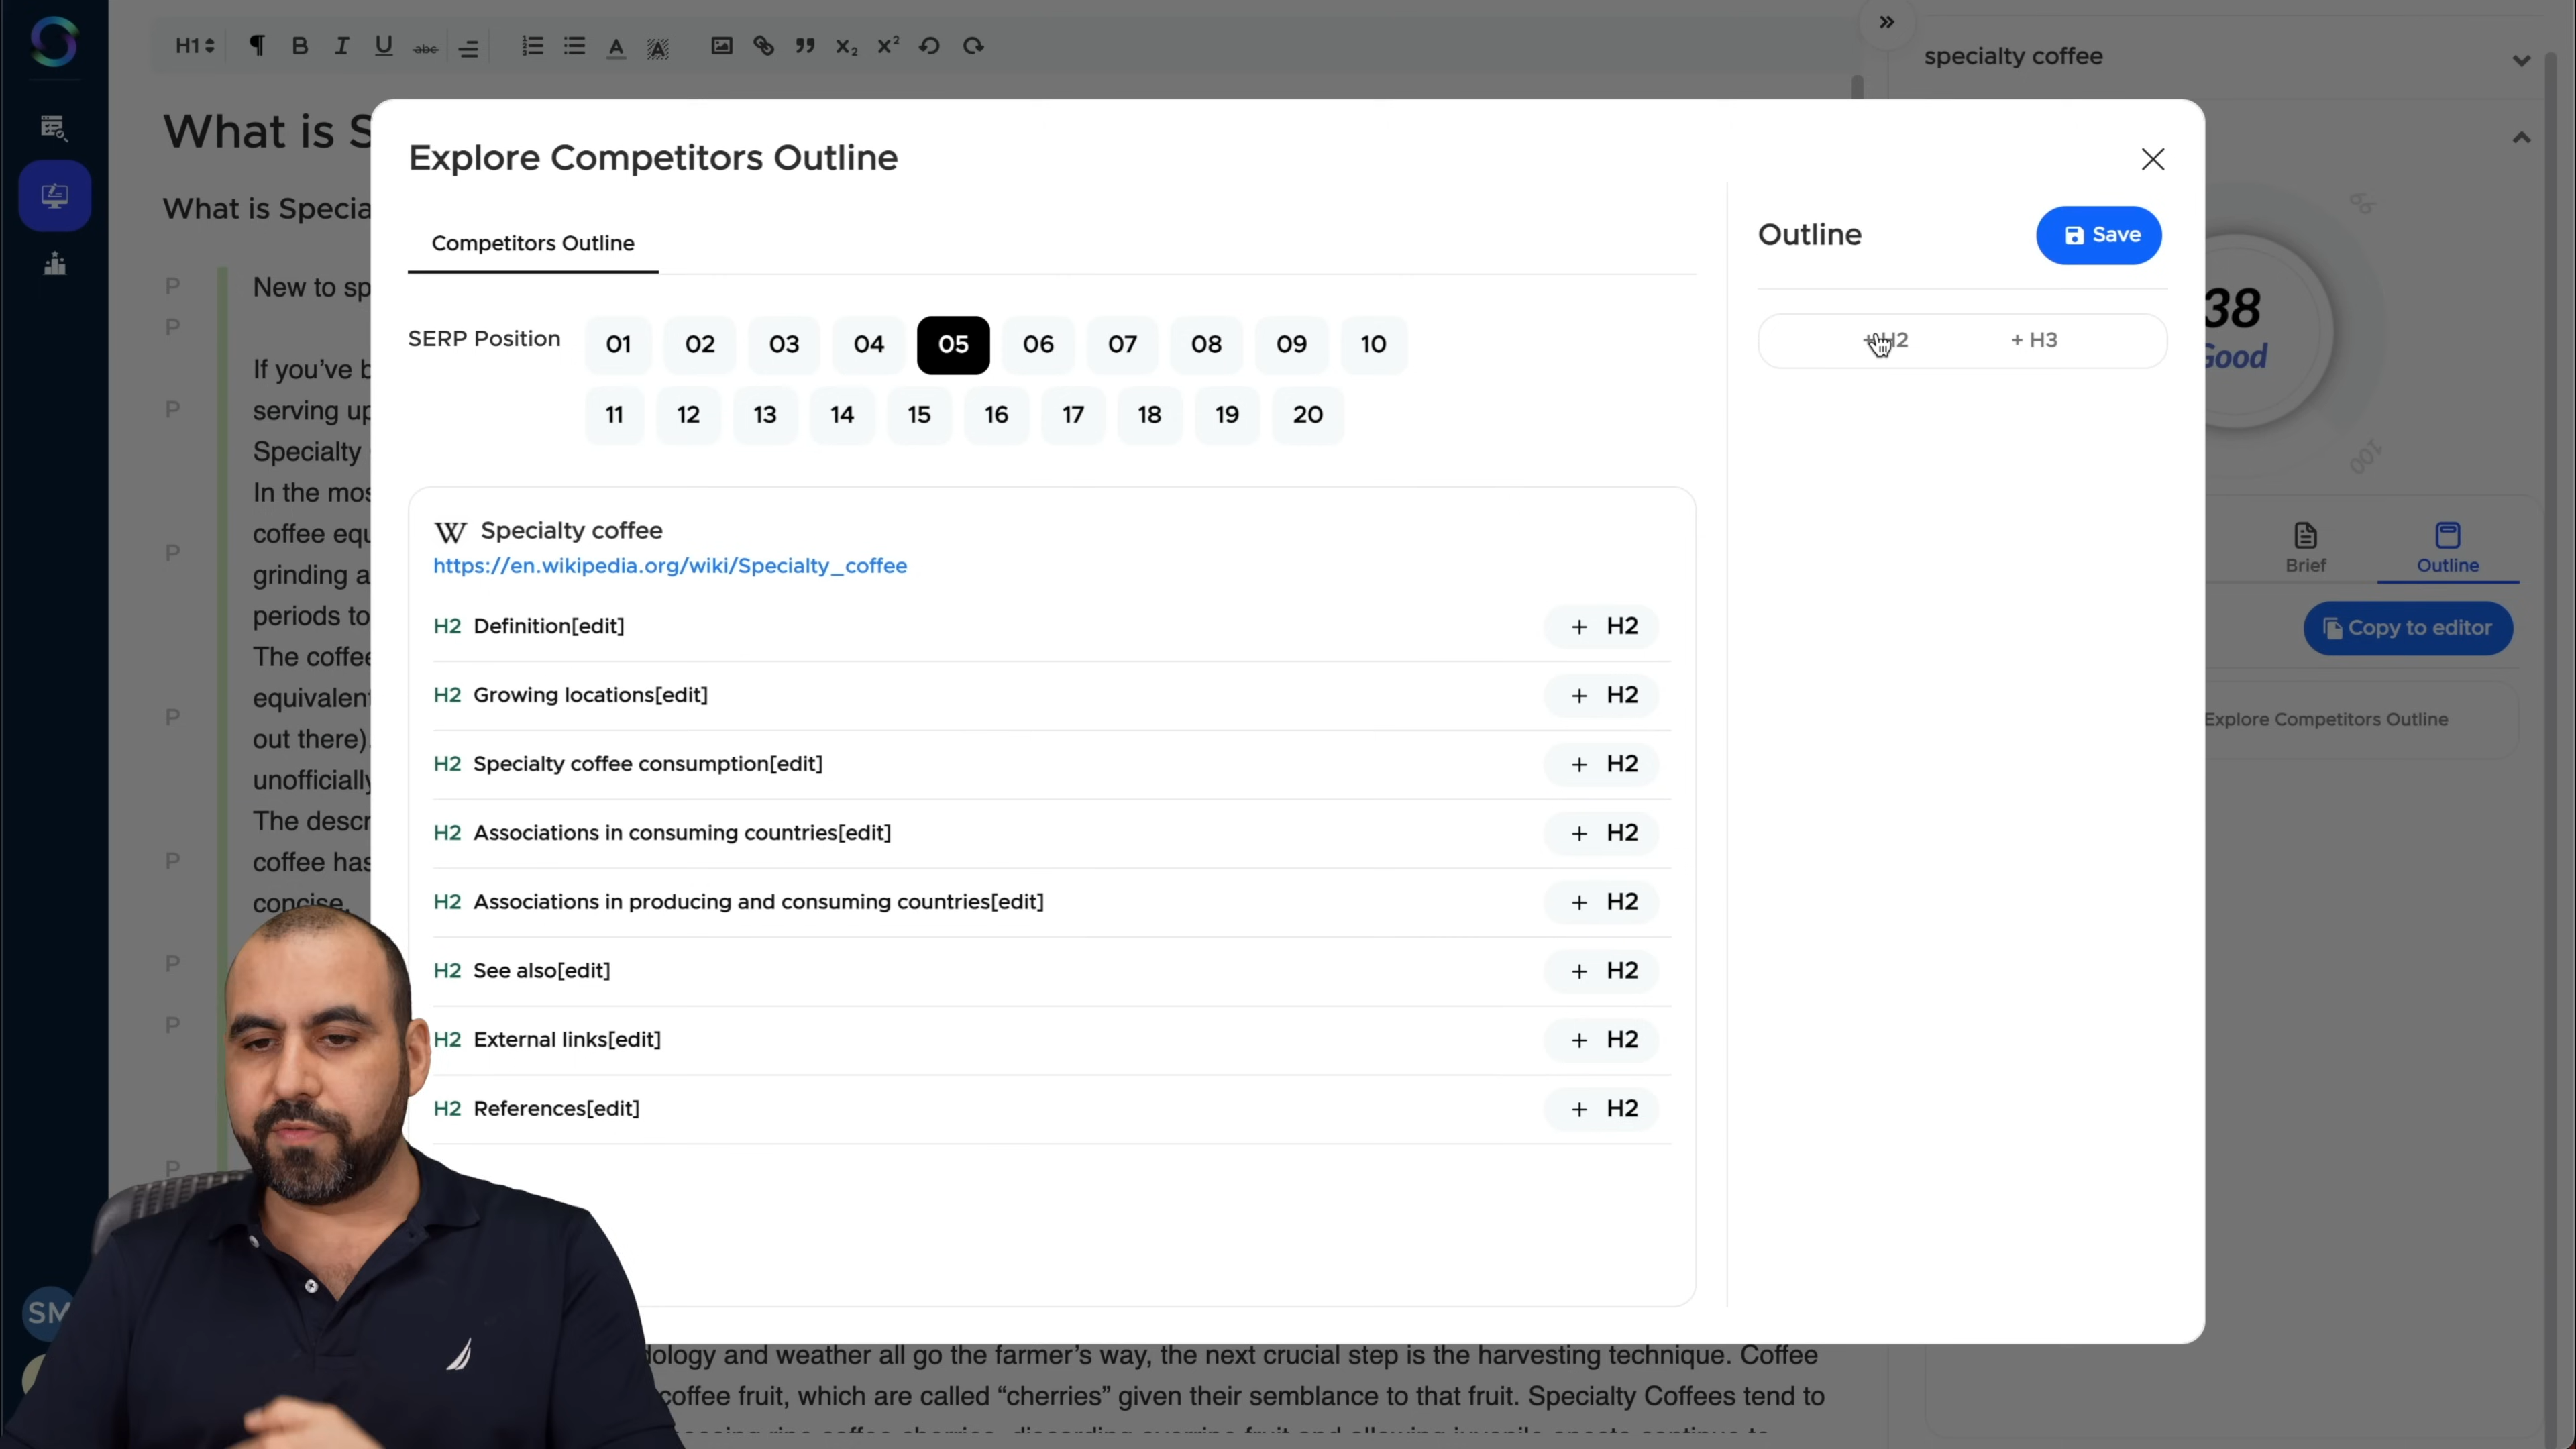 H1
B I U abc
A A
X₂ X²
specialty coffee
What is S
What is Specia
P New to sp
P
If you've b
P serving up
Specialty
In the mos
coffee equ
P
grinding a
periods to
The coffee
equivalent
P
out there).
unofficially
The descr
P coffee has
concise.
P
P
P
SM
Explore Competitors Outline
Competitors Outline
SERP Position
01 02 03 04 05 06 07 08 09 10
11 12 13 14 15 16 17 18 19 20
W Specialty coffee
https://en.wikipedia.org/wiki/Specialty_coffee
H2 Definition[edit] + H2
H2 Growing locations[edit] + H2
H2 Specialty coffee consumption[edit] + H2
H2 Associations in consuming countries[edit] + H2
H2 Associations in producing and consuming countries[edit] + H2
H2 See also[edit] + H2
H2 External links[edit] + H2
H2 References[edit] + H2
Outline
Save
+ H2 + H3
38
Good
100
Brief
Outline
Copy to editor
Explore Competitors Outline
dology and weather all go the farmer's way, the next crucial step is the harvesting technique. Coffee
coffee fruit, which are called “cherries” given their semblance to that fruit. Specialty Coffees tend to